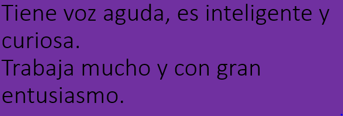 Tiene voz aguda, es inteligente y
curiosa.
Trabaja mucho y con gran
entusiasmo.